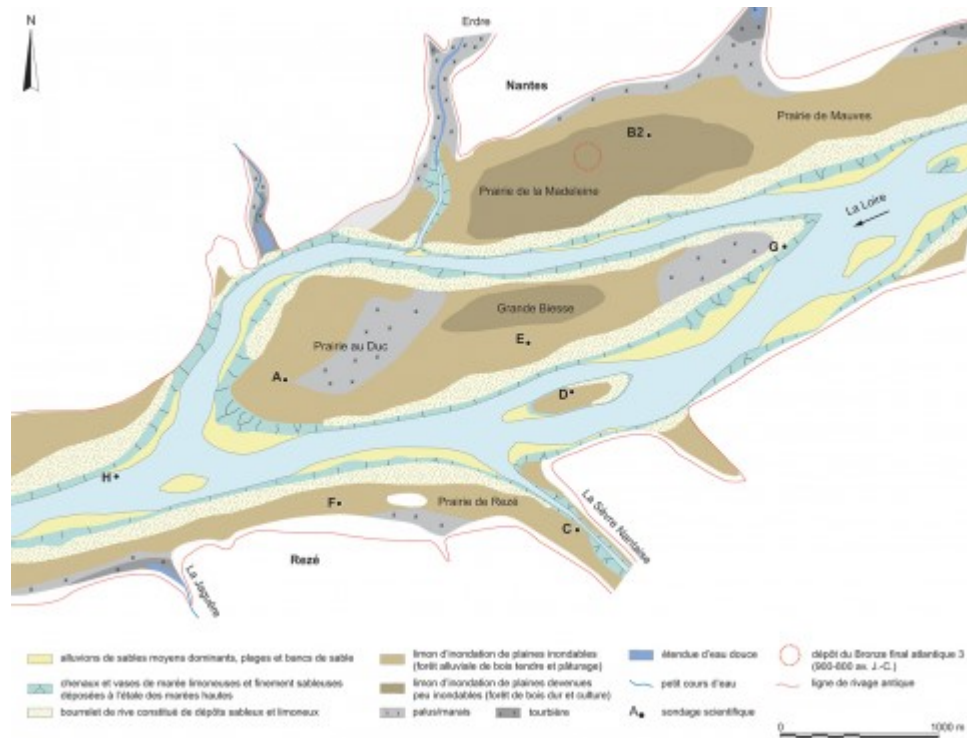 N
Erdre
Nantes
Prairie de Mauves
B2
Prairie de la Madeleine
La Loire
G
Grande Biesse
Prairie au Duc
E
A
D
H
F
Prairie de Rezé
C
La Sèvre Nantaise
Rezé
La Jaguère
alluvions de sables moyens dominants, plages et bancs de sable
chenaux et vases de marée limoneuses et finement sableuses
déposées à l'étale des marées hautes
bourrelet de rive constitué de dépôts sableux et limoneux
limon d'inondation de plaines inondables
(forêt alluviale de bois tendre et pâturage)
limon d'inondation de plaines devenues
peu inondables (forêt de bois dur et culture)
palus/marais
tourbière
étendue d'eau douce
petit cours d'eau
A
sondage scientifique
dépôt du Bronze final atlantique 3
(900-800 av. J.-C.)
ligne de rivage antique
0
1000 m